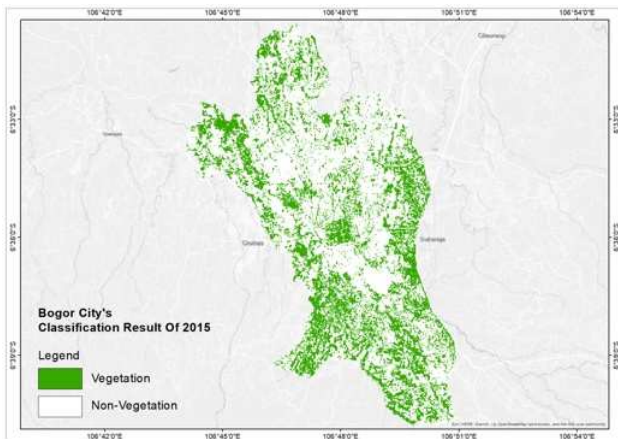 106°42'0"E 106°45'0"E 106°48'0"E 106°51'0"E 106°54'0"E
6°33'0"S 6°33'0"S
6°36'0"S 6°36'0"S
Bogor City's
Classification Result Of 2015
Legend
6°39'0"S 6°39'0"S
Vegetation
Non-Vegetation
106°42'0"E 106°45'0"E 106°48'0"E 106°51'0"E 106°54'0"E